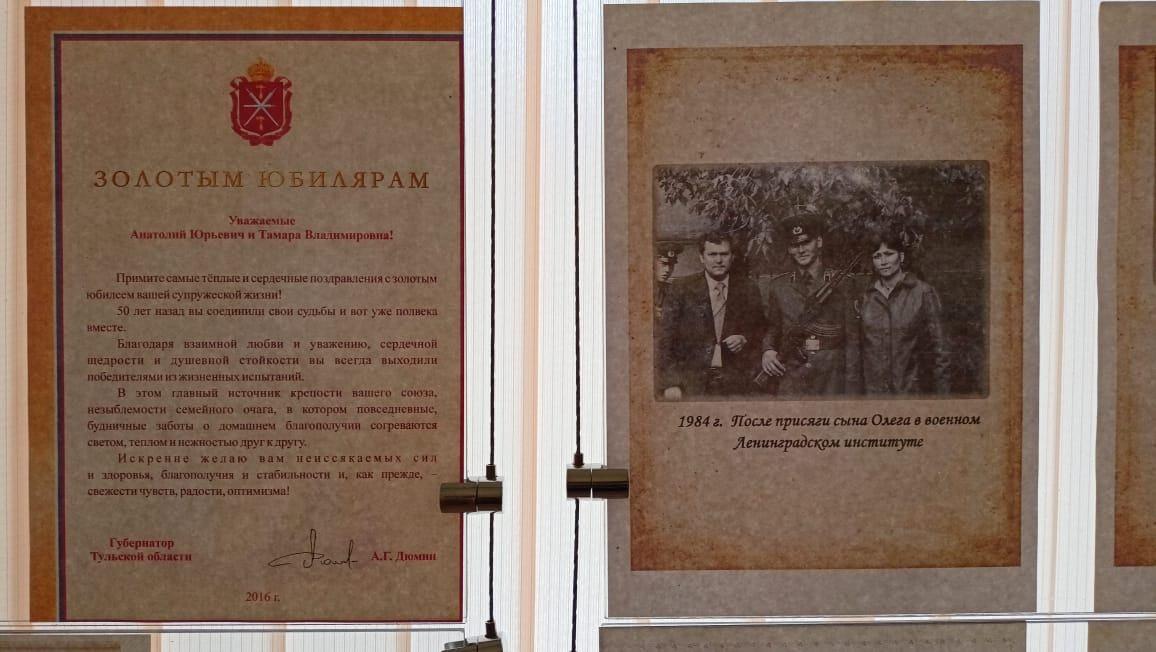 ЗОЛОТЫМ ЮБИЛЯРАМ
Уважаемые
Анатолий Юрьевич и Тамара Владимировна!
Примите самые тёплые и сердечные поздравления с золотым
юбилеем вашей супружеской жизни!
50 лет назад вы соединили свои судьбы и вот уже полвека
вместе.
Благодаря взаимной любви и уважению, сердечной
щедрости и душевной стойкости вы всегда выходили
победителями из жизненных испытаний.
В этом главный источник крепости вашего союза,
незыблемости семейного очага, в котором повседневные,
будничные заботы о домашнем благополучии согреваются
светом, теплом и нежностью друг к другу.
Искренне желаю вам неиссякаемых сил
и здоровья, благополучия и стабильности и, как прежде, –
свежести чувств, радости, оптимизма!
Губернатор
Тульской области
А.Г. Дюмин
2016 г.
1984 г. После присяги сына Олега в военном
Ленинградском институте